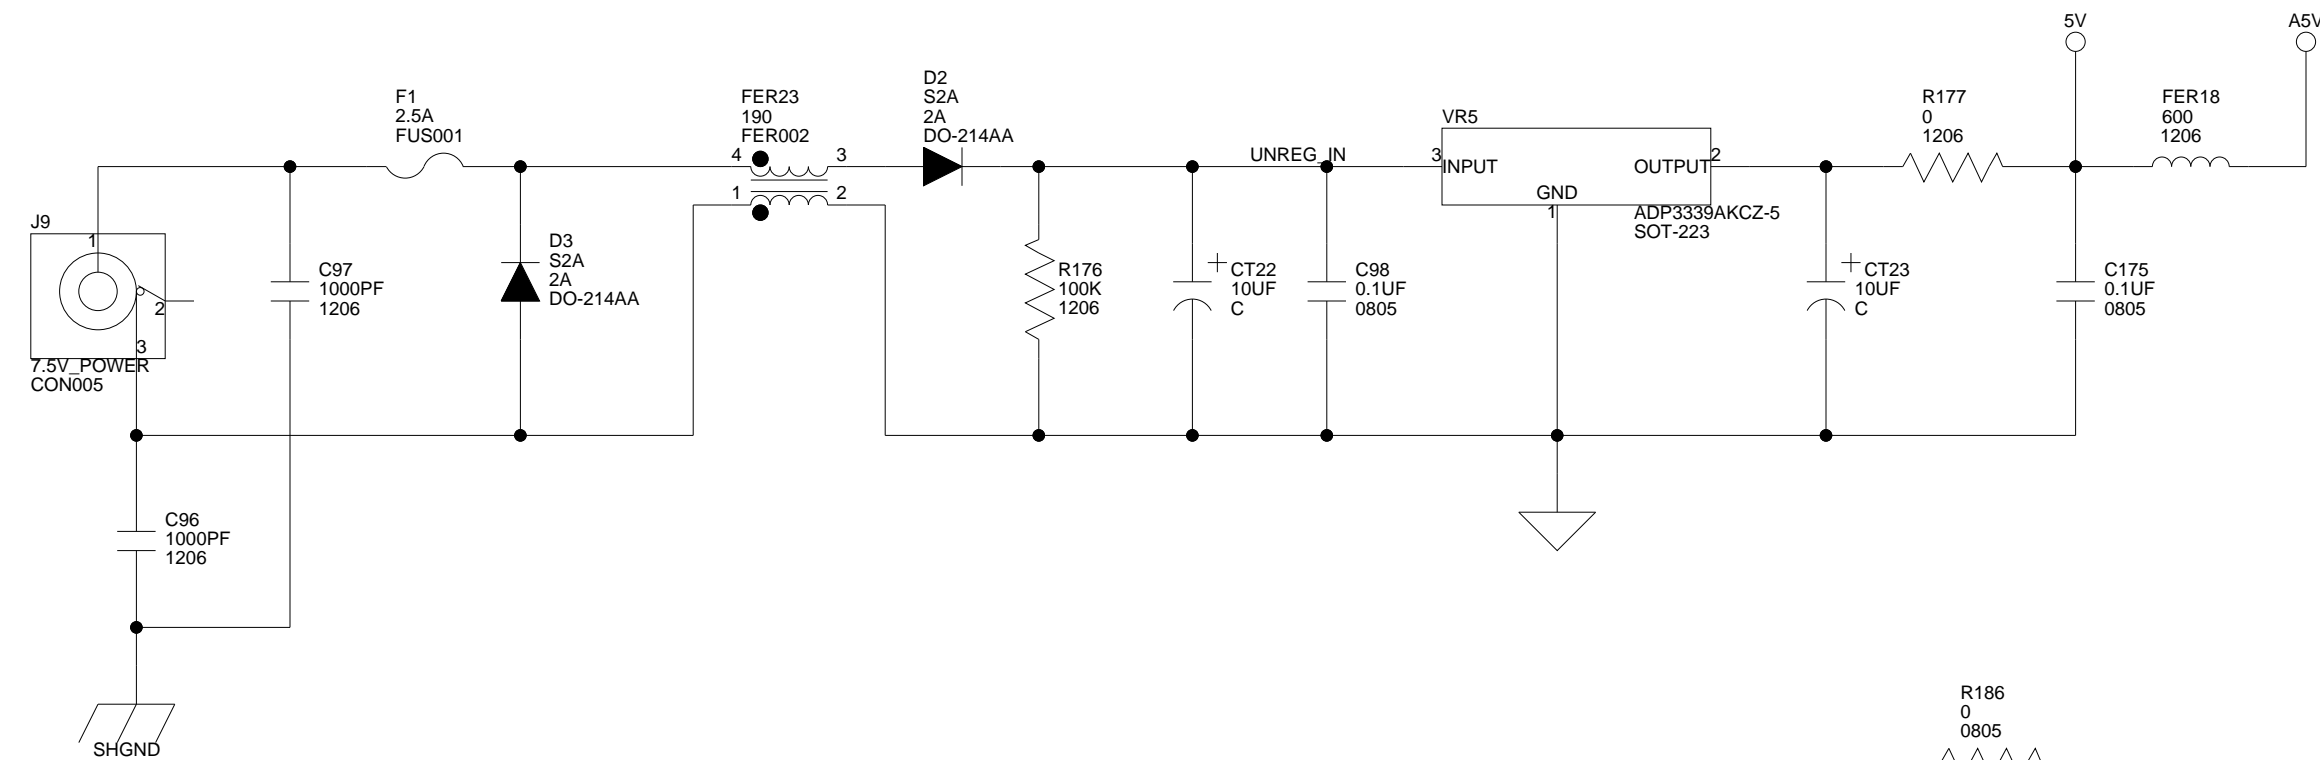 5V
A5V
D2
S2A
2A
DO-214AA
F1
2.5A
FUS001
FER23
190
FER002
4
3
1
2
UNREG_IN
VR5
3
INPUT
OUTPUT
2
GND
1
ADP3339AKCZ-5
SOT-223
R177
0
1206
FER18
600
1206
J9
1
2
3
7.5V_POWER
CON005
C97
1000PF
1206
D3
S2A
2A
DO-214AA
R176
100K
1206
+
CT22
10UF
C
C98
0.1UF
0805
+
CT23
10UF
C
C175
0.1UF
0805
C96
1000PF
1206
SHGND
R186
0
0805